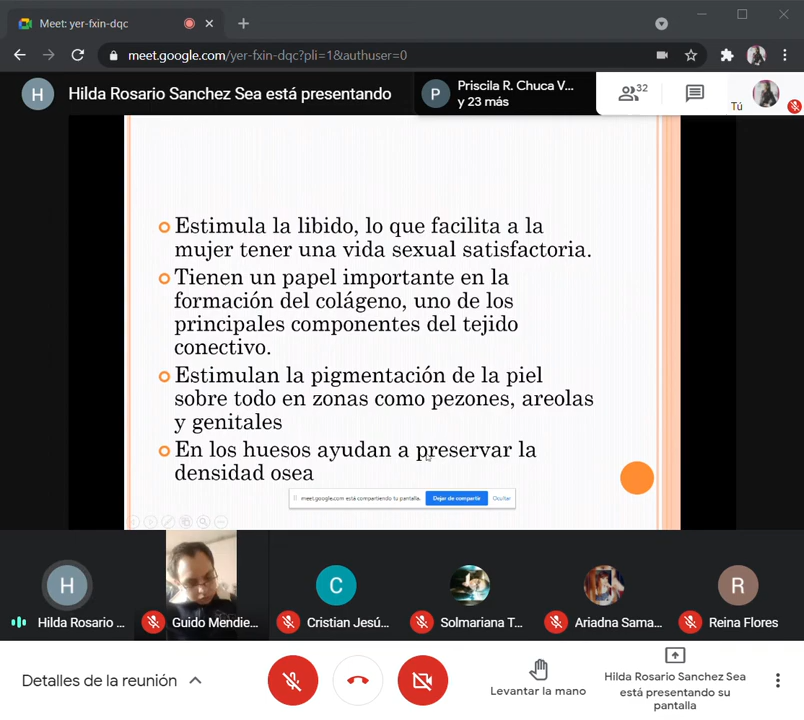 Meet: yer-fxin-dqc
meet.google.com/yer-fxin-dqc?pli=1&authuser=0
H
Hilda Rosario Sanchez Sea está presentando
P
Priscila R. Chuca V...
y 23 más
32
Tú
Estimula la libido, lo que facilita a la
mujer tener una vida sexual satisfactoria.
Tienen un papel importante en la
formación del colágeno, uno de los
principales componentes del tejido
conectivo.
Estimulan la pigmentación de la piel
sobre todo en zonas como pezones, areolas
y genitales
En los huesos ayudan a preservar la
densidad osea
meet.google.com está compartiendo tu pantalla.
Dejar de compartir
Ocultar
H
C
R
Hilda Rosario ...
Guido Mendie...
Cristian Jesú...
Solmariana T...
Ariadna Sama...
Reina Flores
Detalles de la reunión
Levantar la mano
Hilda Rosario Sanchez Sea
está presentando su
pantalla